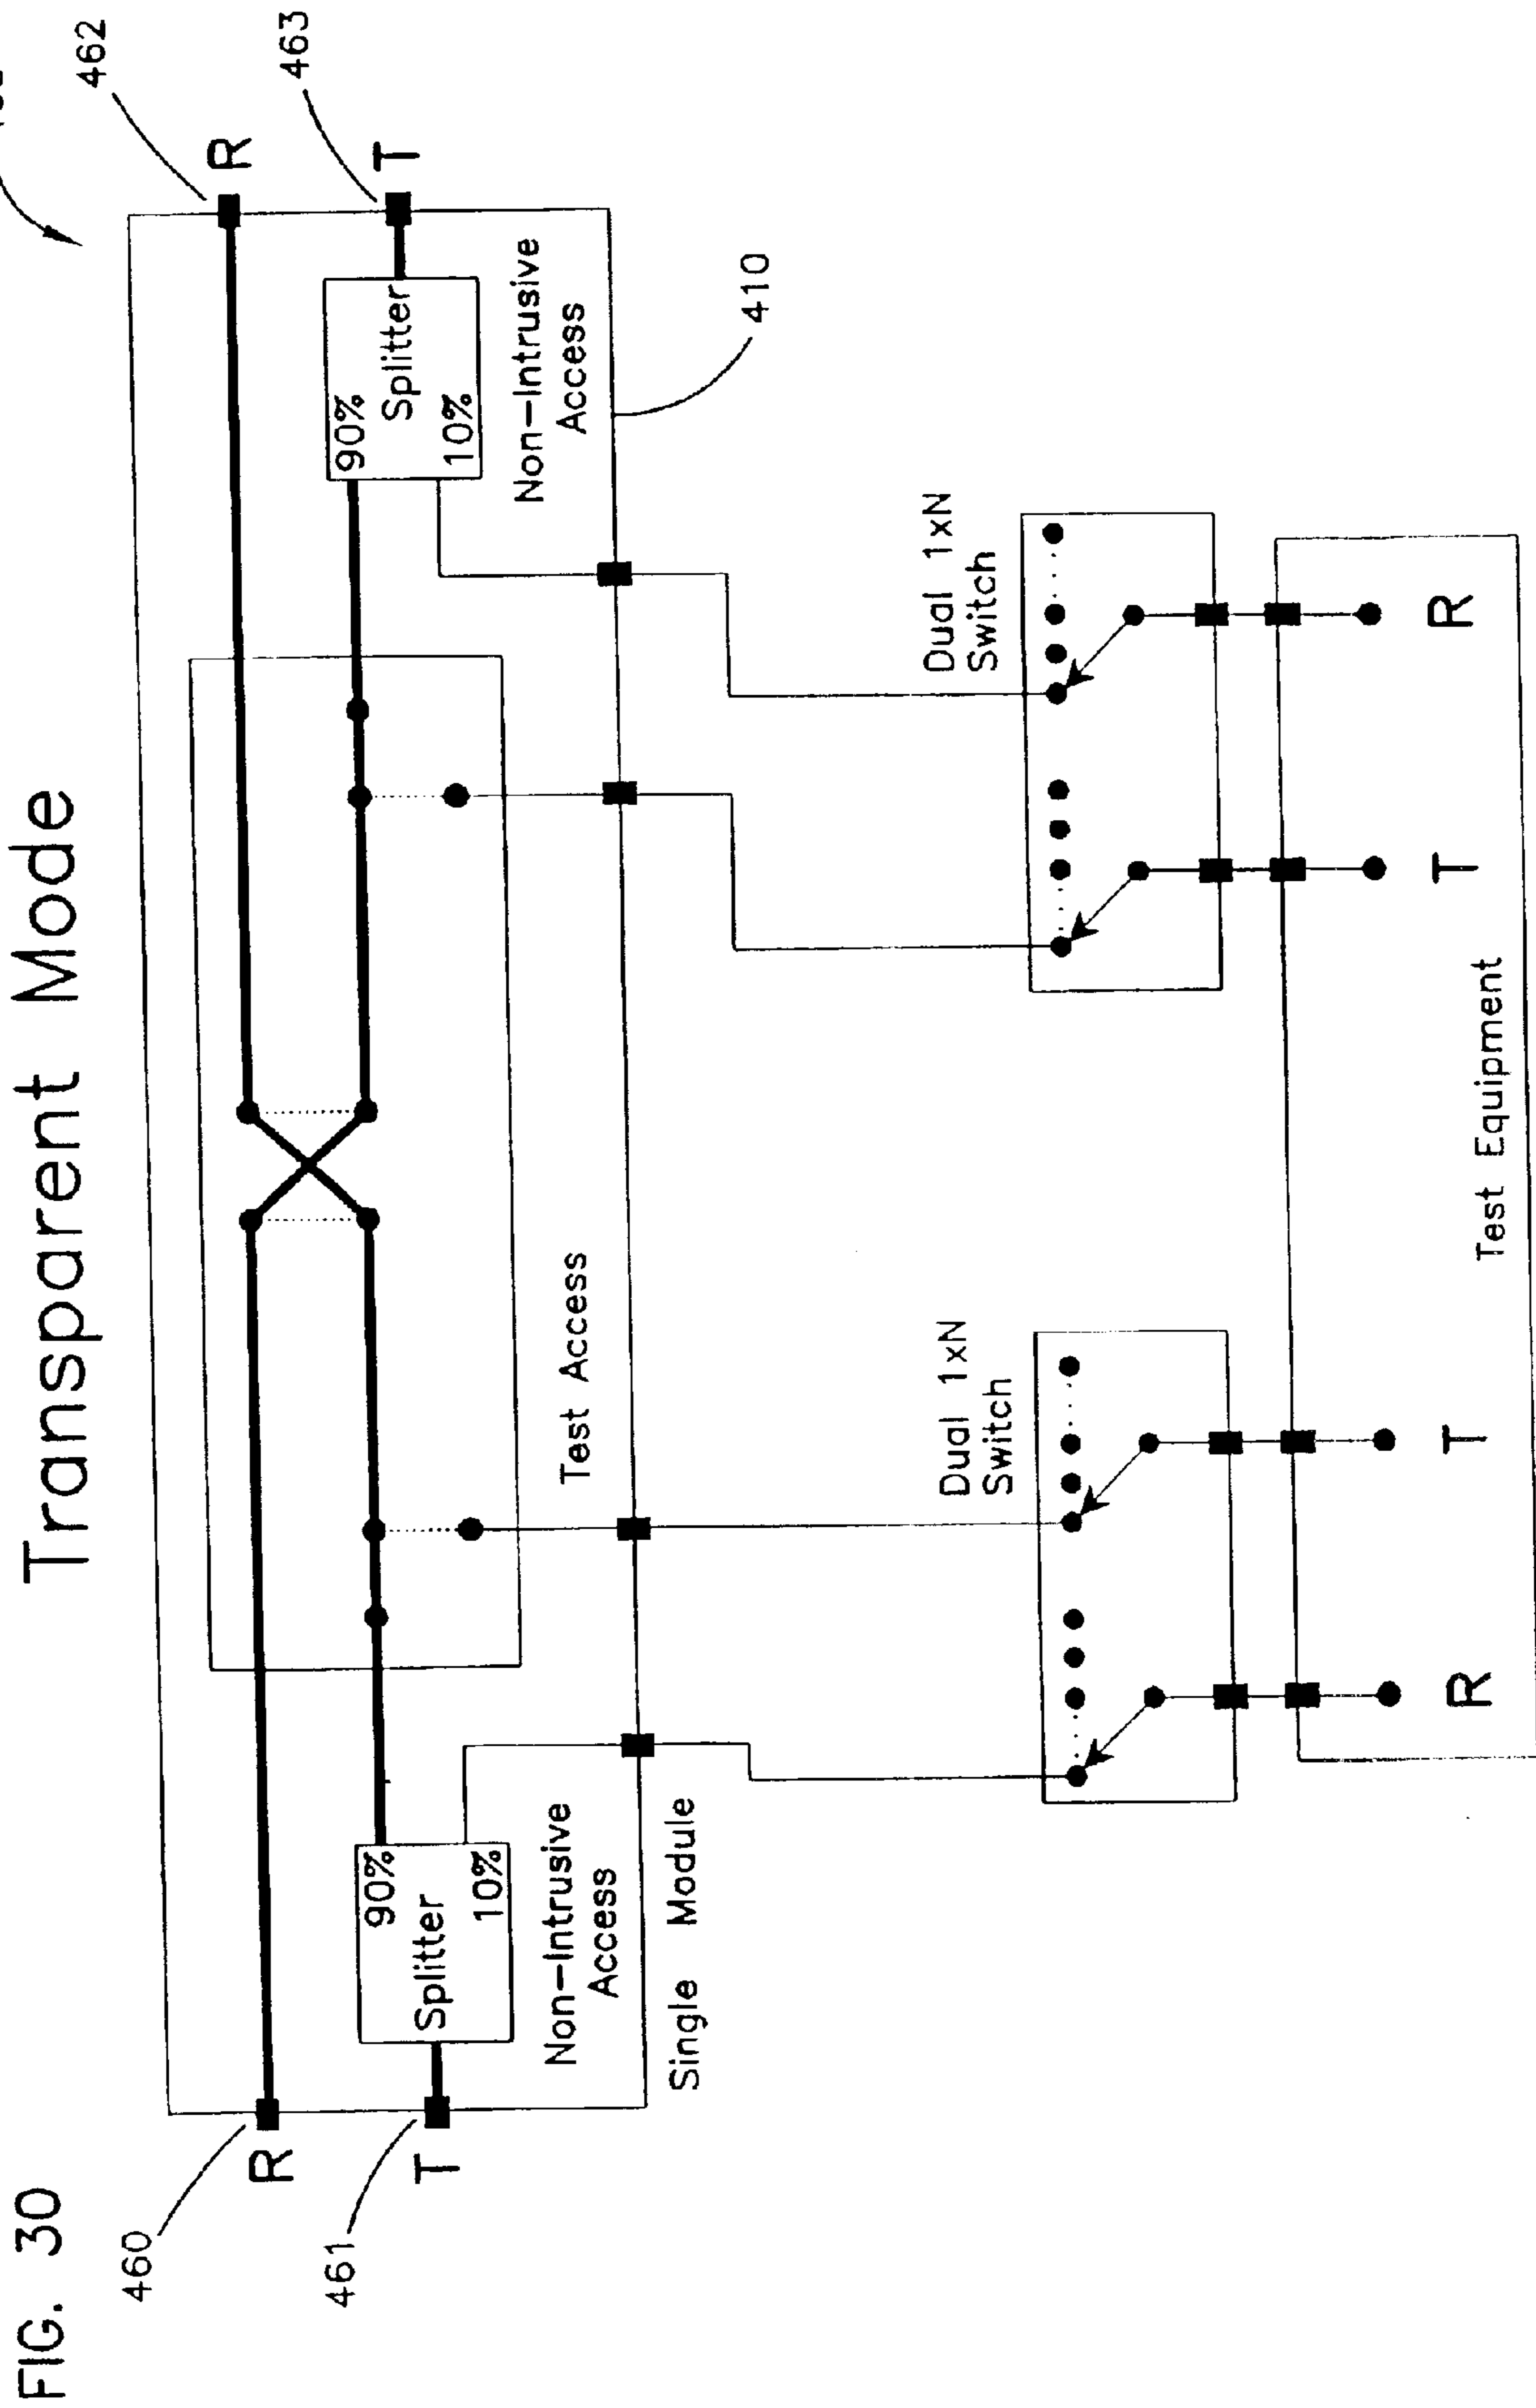 FIG. 30
Transparent Mode
460
R
461
T
462
R
463
T
90%
Splitter
10%
Non-Intrusive
Access
90%
Splitter
10%
Non-Intrusive
Access
410
Test Access
Single Module
Dual 1xN
Switch
Dual 1xN
Switch
R
T
T
R
Test Equipment